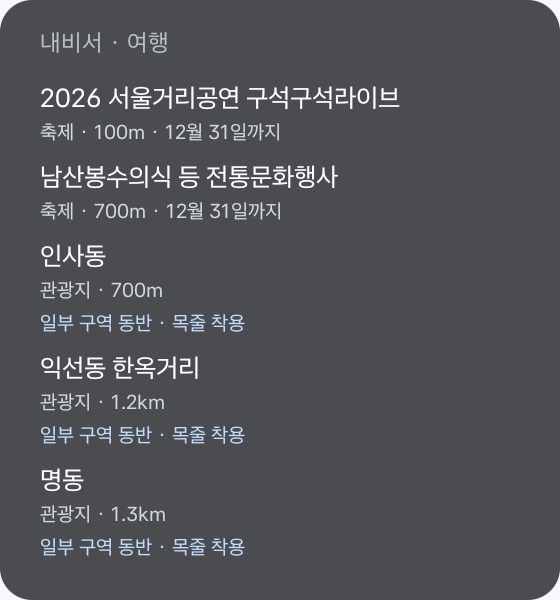 내비서 · 여행
2026 서울거리공연 구석구석라이브
축제 · 100m · 12월 31일까지
남산봉수의식 등 전통문화행사
축제 · 700m · 12월 31일까지
인사동
관광지 · 700m
일부 구역 동반 · 목줄 착용
익선동 한옥거리
관광지 · 1.2km
일부 구역 동반 · 목줄 착용
명동
관광지 · 1.3km
일부 구역 동반 · 목줄 착용